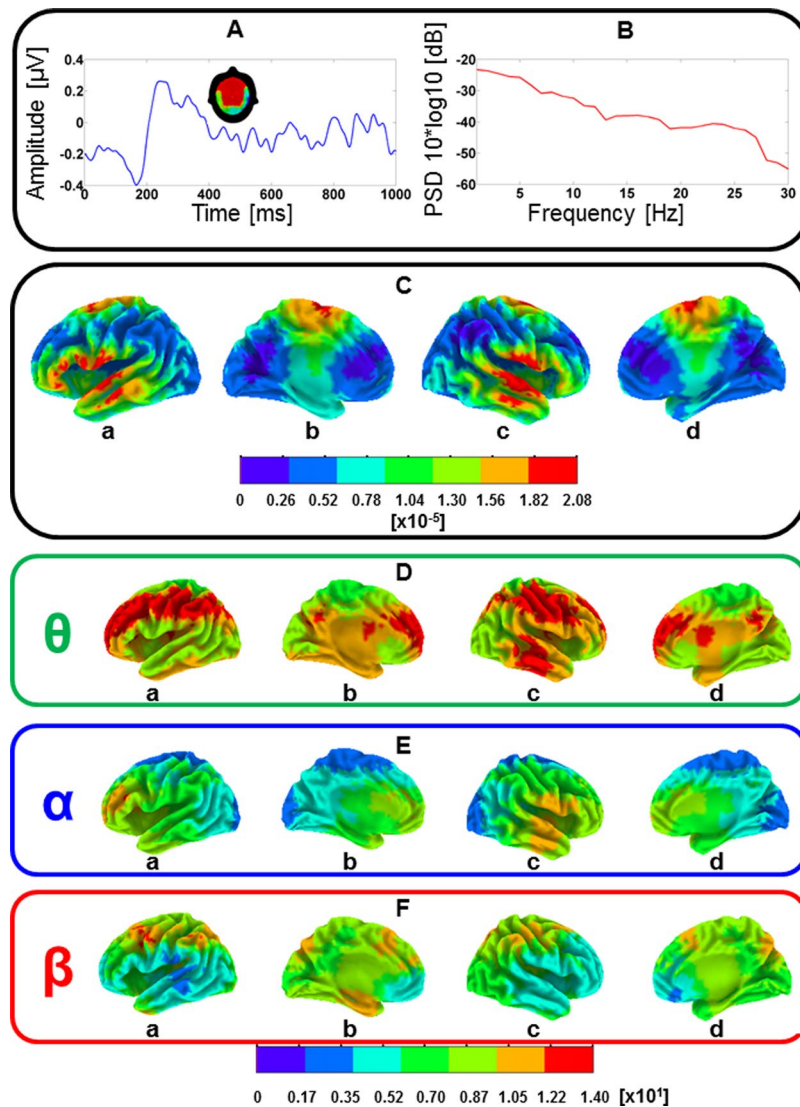 A
Amplitude [µV]
0.4
0.2
0
-0.2
-0.4
0 200 400 600 800 1000
Time [ms]
B
PSD 10*log10 [dB]
-20
-30
-40
-50
-60
5 10 15 20 25 30
Frequency [Hz]
C
a b c d
0 0.26 0.52 0.78 1.04 1.30 1.56 1.82 2.08
[x10⁻⁵]
D
θ
a b c d
E
α
a b c d
F
β
a b c d
0 0.17 0.35 0.52 0.70 0.87 1.05 1.22 1.40 [x10¹]